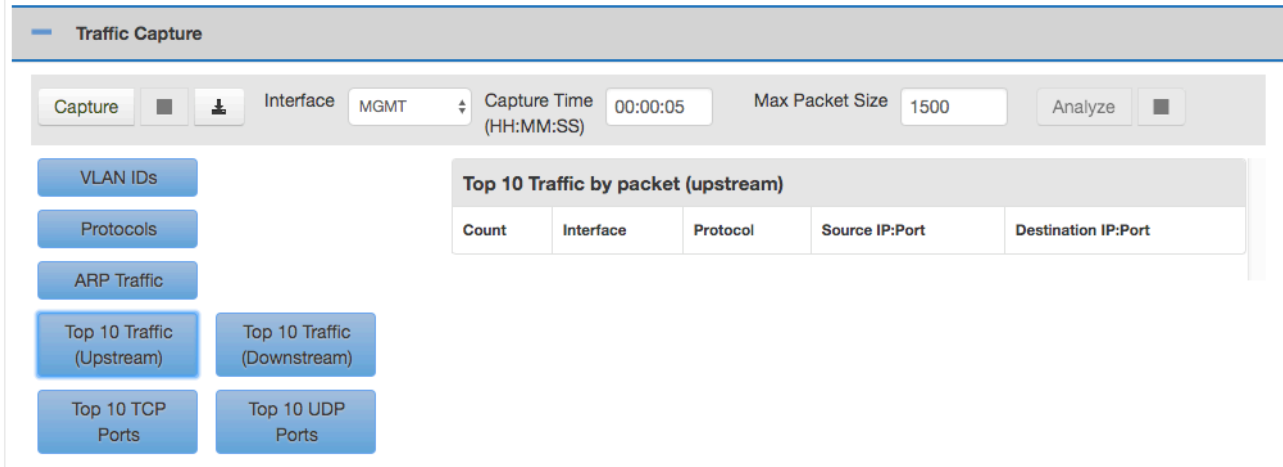 Traffic Capture
Capture
Interface
MGMT
Capture Time
(HH:MM:SS)
00:00:05
Max Packet Size
1500
Analyze
VLAN IDs
Protocols
ARP Traffic
Top 10 Traffic
(Upstream)
Top 10 Traffic
(Downstream)
Top 10 TCP
Ports
Top 10 UDP
Ports
Top 10 Traffic by packet (upstream)
Count Interface Protocol Source IP:Port Destination IP:Port